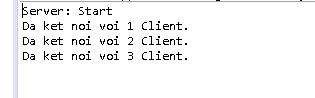 Server: Start
Da ket noi voi 1 Client.
Da ket noi voi 2 Client.
Da ket noi voi 3 Client.